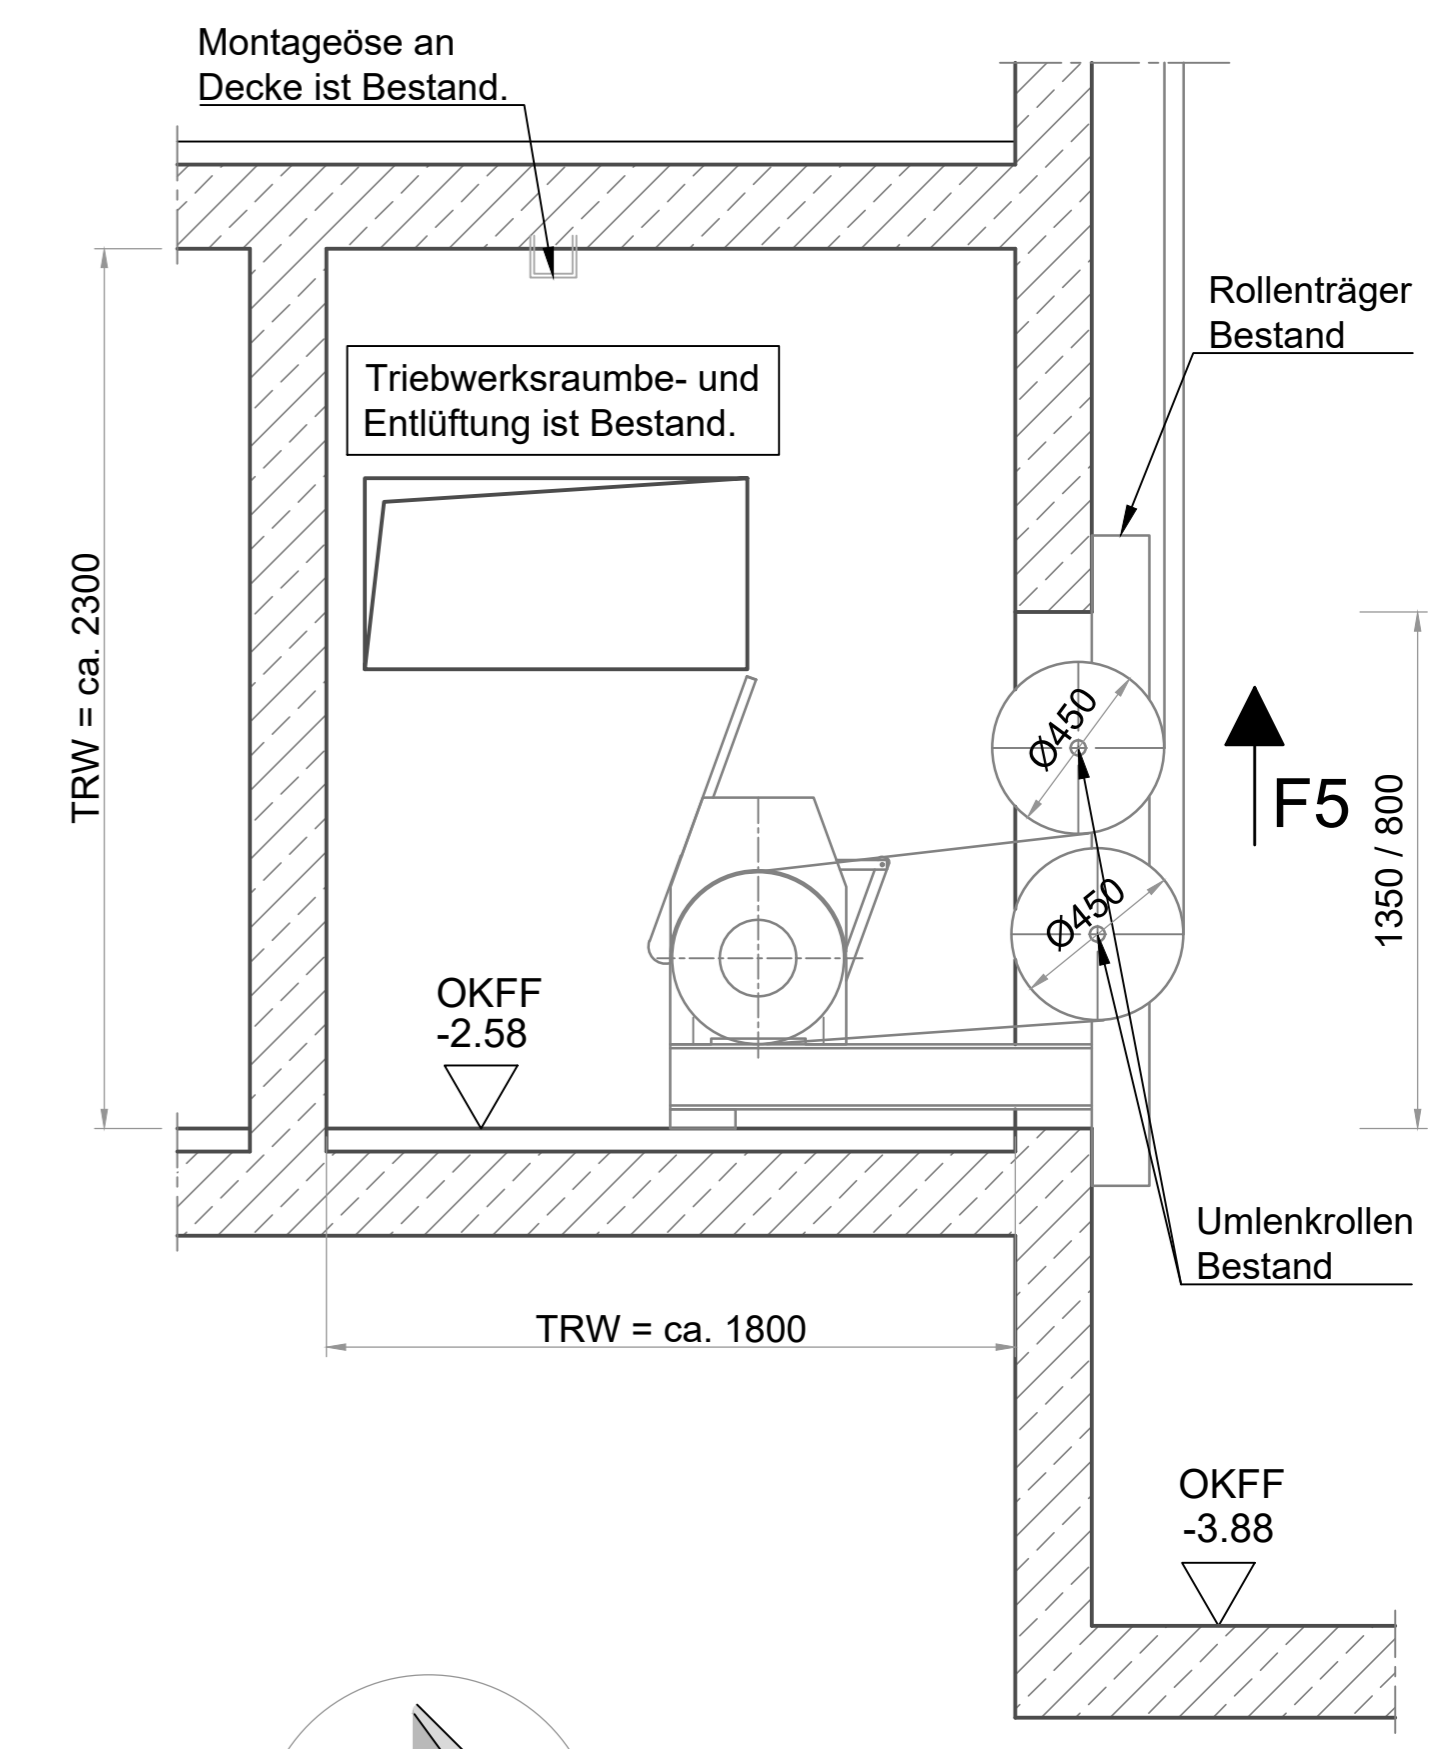 Montageöse an
Decke ist Bestand.
Rollenträger
Bestand
Triebwerksraumbe- und
Entlüftung ist Bestand.
TRW = ca. 2300
Ø450
F5
1350 / 800
Ø450
OKFF
-2.58
Umlenkrollen
Bestand
TRW = ca. 1800
OKFF
-3.88